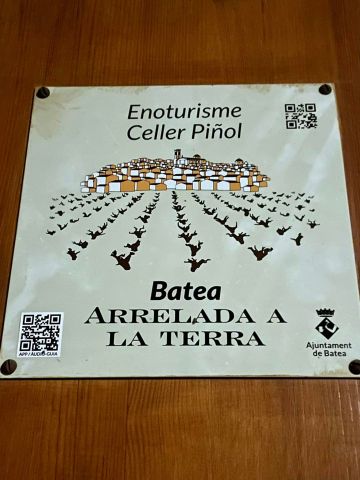 Enoturisme
Celler Piñol
Batea
ARRELADA A
LA TERRA
APP / AUDIO-GUIA
Ajuntament
de Batea